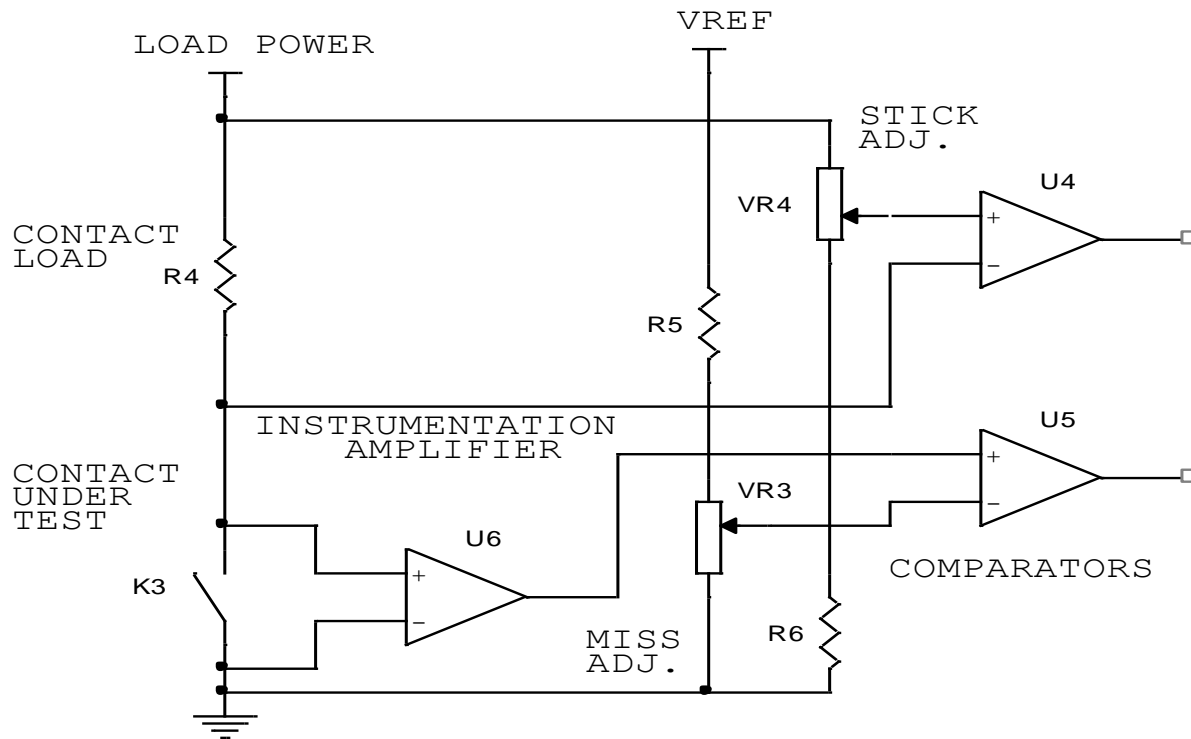 VREF
LOAD POWER
STICK
ADJ.
U4
VR4
+
−
CONTACT
LOAD
R4
R5
INSTRUMENTATION
AMPLIFIER
U5
+
−
CONTACT
UNDER
TEST
VR3
U6
+
−
COMPARATORS
K3
R6
MISS
ADJ.